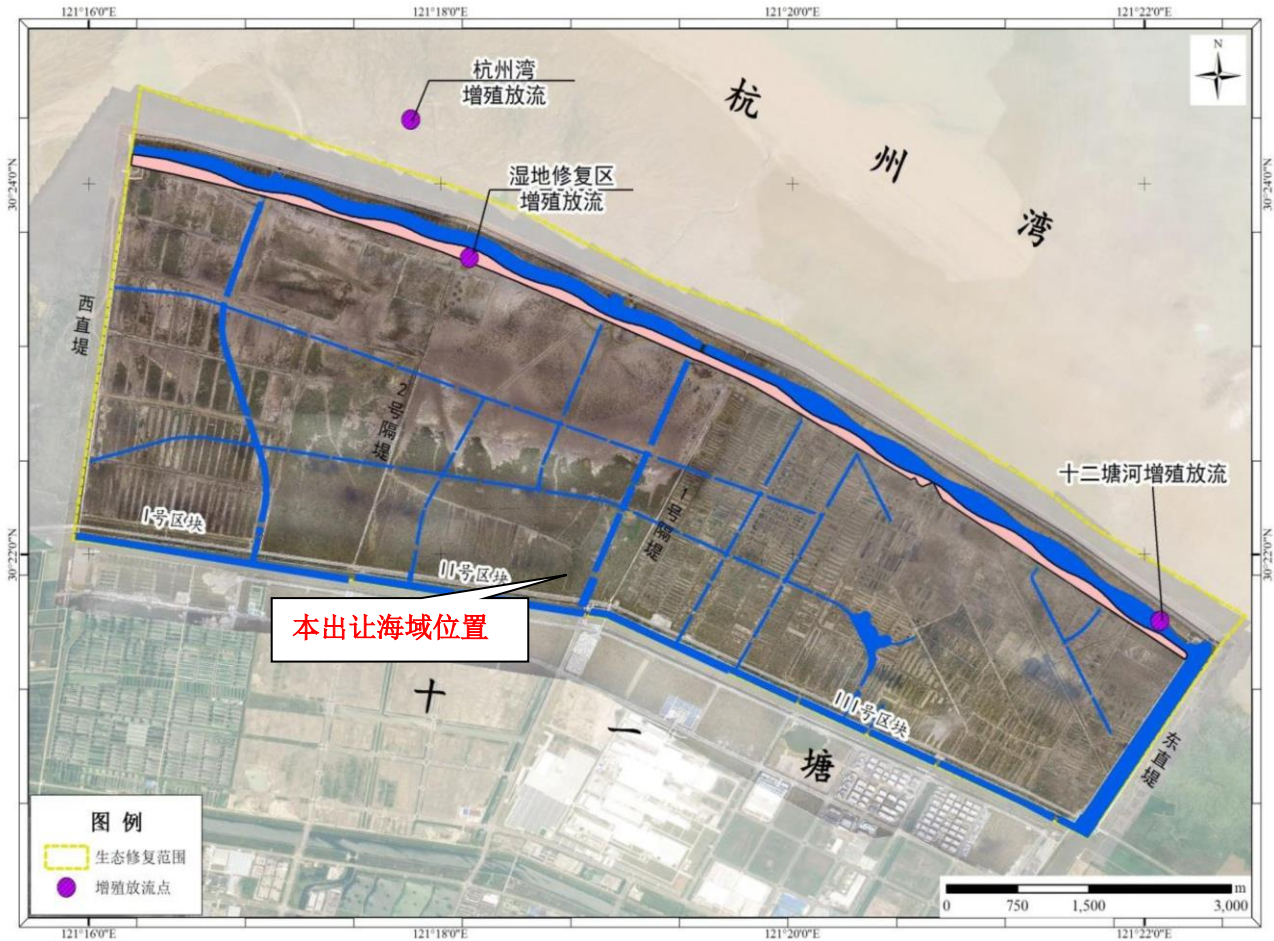 121°16′0″E
121°18′0″E
121°20′0″E
121°22′0″E
N
杭州湾
增殖放流
杭
州
湾
30°24′0″N
30°24′0″N
湿地修复区
增殖放流
西直堤
2号隔堤
1号隔堤
十二塘河增殖放流
30°22′0″N
30°22′0″N
I号区块
II号区块
本出让海域位置
III号区块
东直堤
十
一
塘
图 例
生态修复范围
增殖放流点
m
0
750
1,500
3,000
121°16′0″E
121°18′0″E
121°20′0″E
121°22′0″E